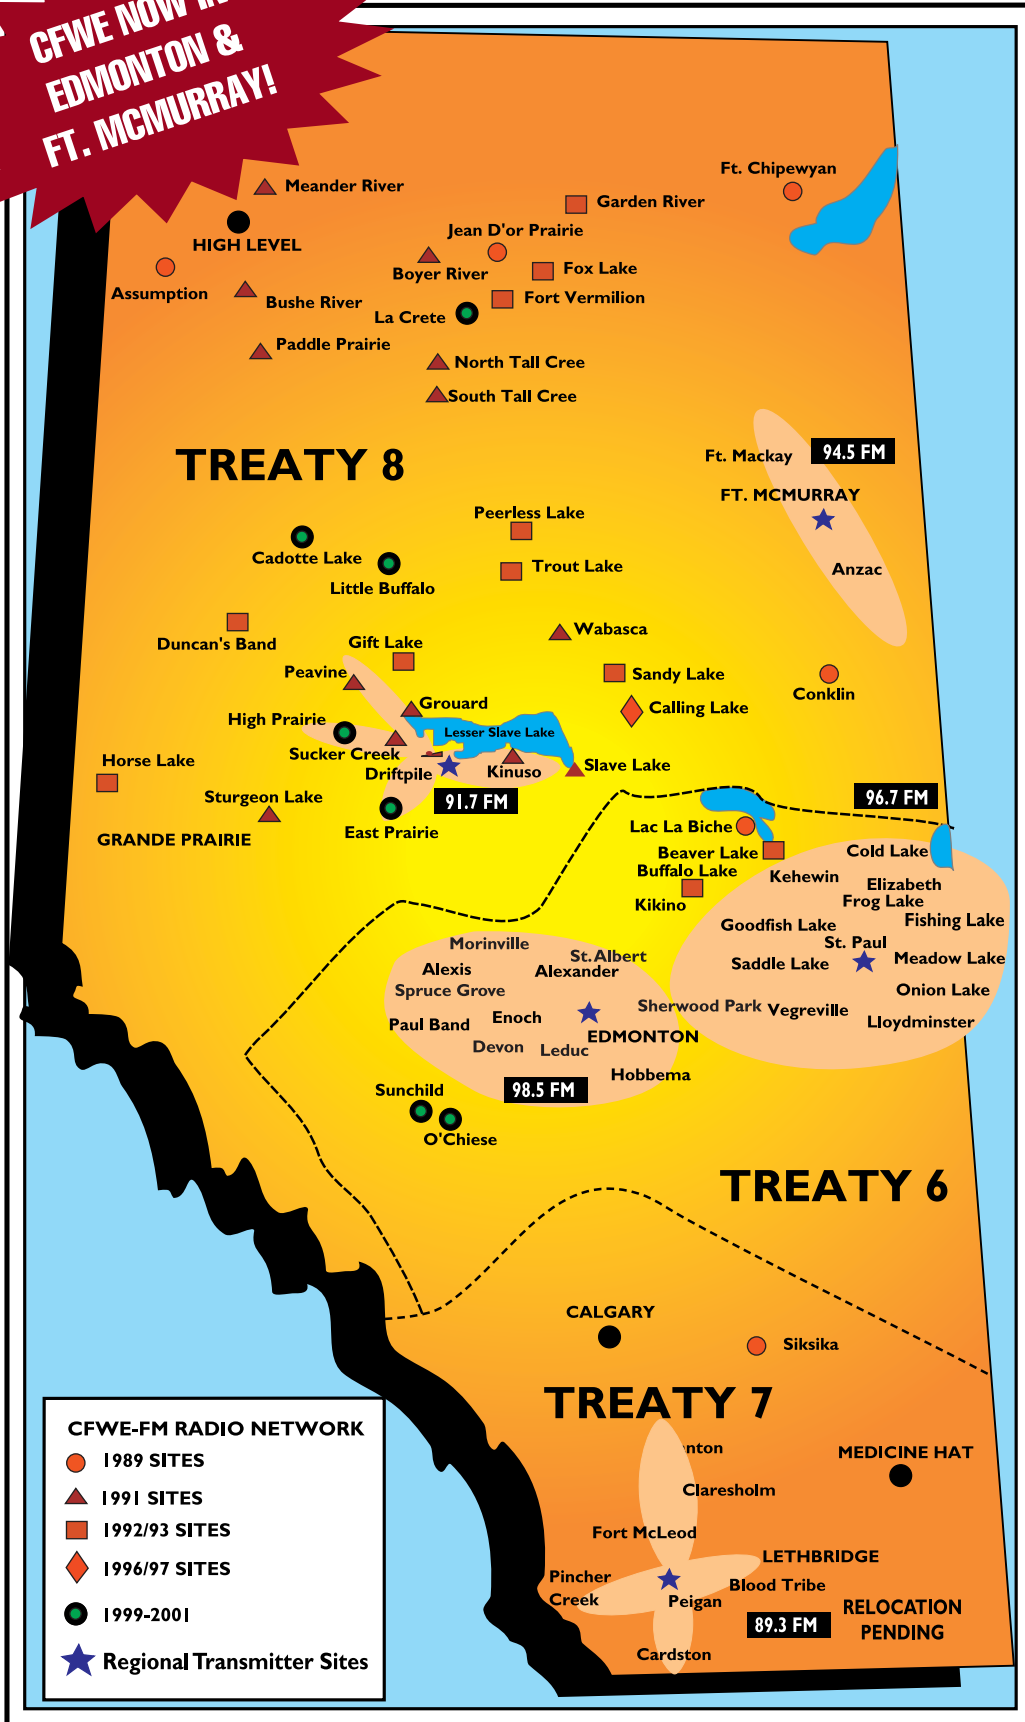 CFWE NOW IN
EDMONTON &
FT. MCMURRAY!
Meander River
HIGH LEVEL
Assumption
Bushe River
Paddle Prairie
Ft. Chipewyan
Garden River
Jean D'or Prairie
Boyer River
Fox Lake
Fort Vermilion
La Crete
North Tall Cree
South Tall Cree
TREATY 8
Ft. Mackay
94.5 FM
FT. MCMURRAY
Anzac
Peerless Lake
Trout Lake
Cadotte Lake
Little Buffalo
Duncan's Band
Gift Lake
Wabasca
Peavine
Sandy Lake
Conklin
Grouard
Calling Lake
High Prairie
Lesser Slave Lake
Sucker Creek
Horse Lake
Driftpile
Kinuso
Slave Lake
Sturgeon Lake
91.7 FM
96.7 FM
East Prairie
GRANDE PRAIRIE
Lac La Biche
Beaver Lake
Cold Lake
Buffalo Lake
Kehewin
Elizabeth
Kikino
Frog Lake
Goodfish Lake
Fishing Lake
St. Paul
Saddle Lake
Meadow Lake
Onion Lake
Vegreville
Lloydminster
Morinville
St. Albert
Alexis
Alexander
Spruce Grove
Sherwood Park
Paul Band
Enoch
EDMONTON
Devon
Leduc
Hobbema
98.5 FM
Sunchild
O'Chiese
TREATY 6
CALGARY
Siksika
TREATY 7
nton
MEDICINE HAT
Claresholm
Fort McLeod
LETHBRIDGE
Pincher
Creek
Blood Tribe
Peigan
89.3 FM
RELOCATION
PENDING
Cardston
CFWE-FM RADIO NETWORK
1989 SITES
1991 SITES
1992/93 SITES
1996/97 SITES
1999-2001
Regional Transmitter Sites